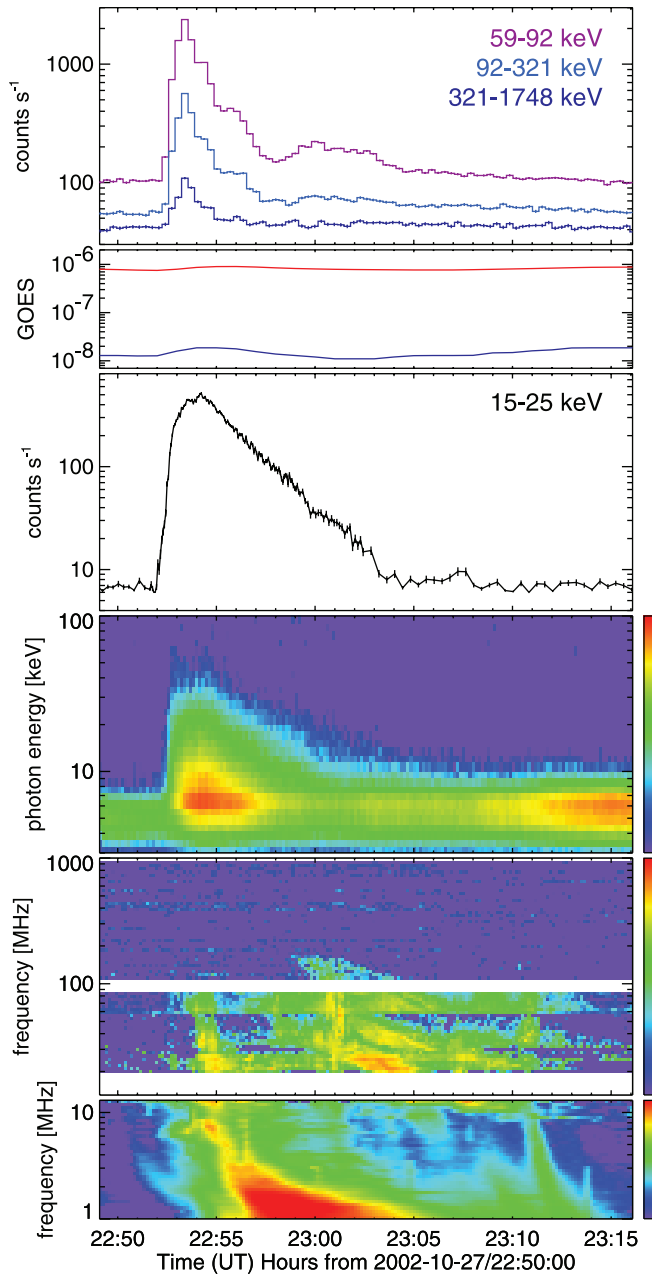 59-92 keV
92-321 keV
321-1748 keV
counts s-1
1000
100
GOES
10-6
10-7
10-8
15-25 keV
counts s-1
100
10
photon energy [keV]
100
10
frequency [MHz]
1000
100
frequency [MHz]
10
1
22:50 22:55 23:00 23:05 23:10 23:15
Time (UT) Hours from 2002-10-27/22:50:00